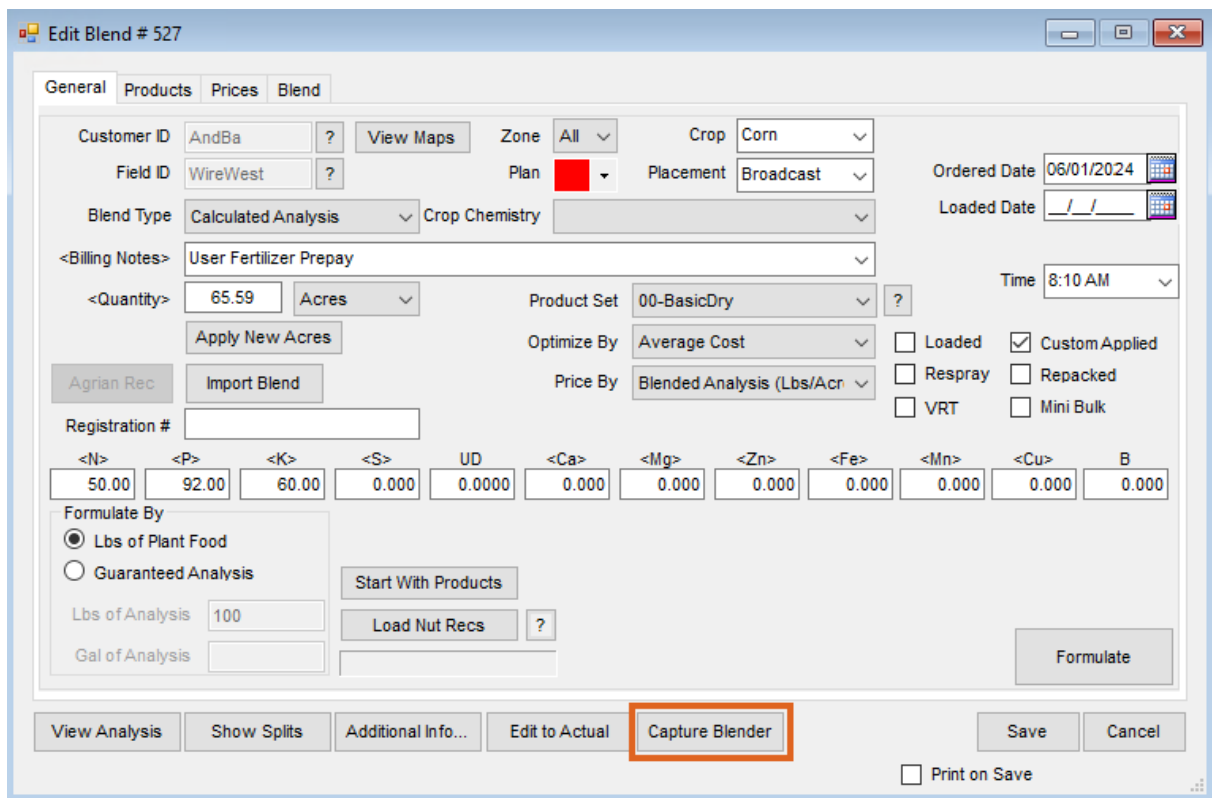 Edit Blend # 527
General Products Prices Blend
Customer ID AndBa ? View Maps Zone All Crop Corn
Field ID WireWest ? Plan Placement Broadcast Ordered Date 06/01/2024
Blend Type Calculated Analysis Crop Chemistry Loaded Date __/__/____
<Billing Notes> User Fertilizer Prepay
<Quantity> 65.59 Acres Product Set 00-BasicDry ? Time 8:10 AM
Apply New Acres Optimize By Average Cost Loaded Custom Applied
Agrian Rec Import Blend Price By Blended Analysis (Lbs/Acr Respray Repacked
VRT Mini Bulk
Registration #
<N> <P> <K> <S> UD <Ca> <Mg> <Zn> <Fe> <Mn> <Cu> B
50.00 92.00 60.00 0.000 0.0000 0.000 0.000 0.000 0.000 0.000 0.000 0.000
Formulate By
Lbs of Plant Food
Guaranteed Analysis Start With Products
Lbs of Analysis 100 Load Nut Recs ?
Gal of Analysis Formulate
View Analysis Show Splits Additional Info... Edit to Actual Capture Blender Save Cancel
Print on Save